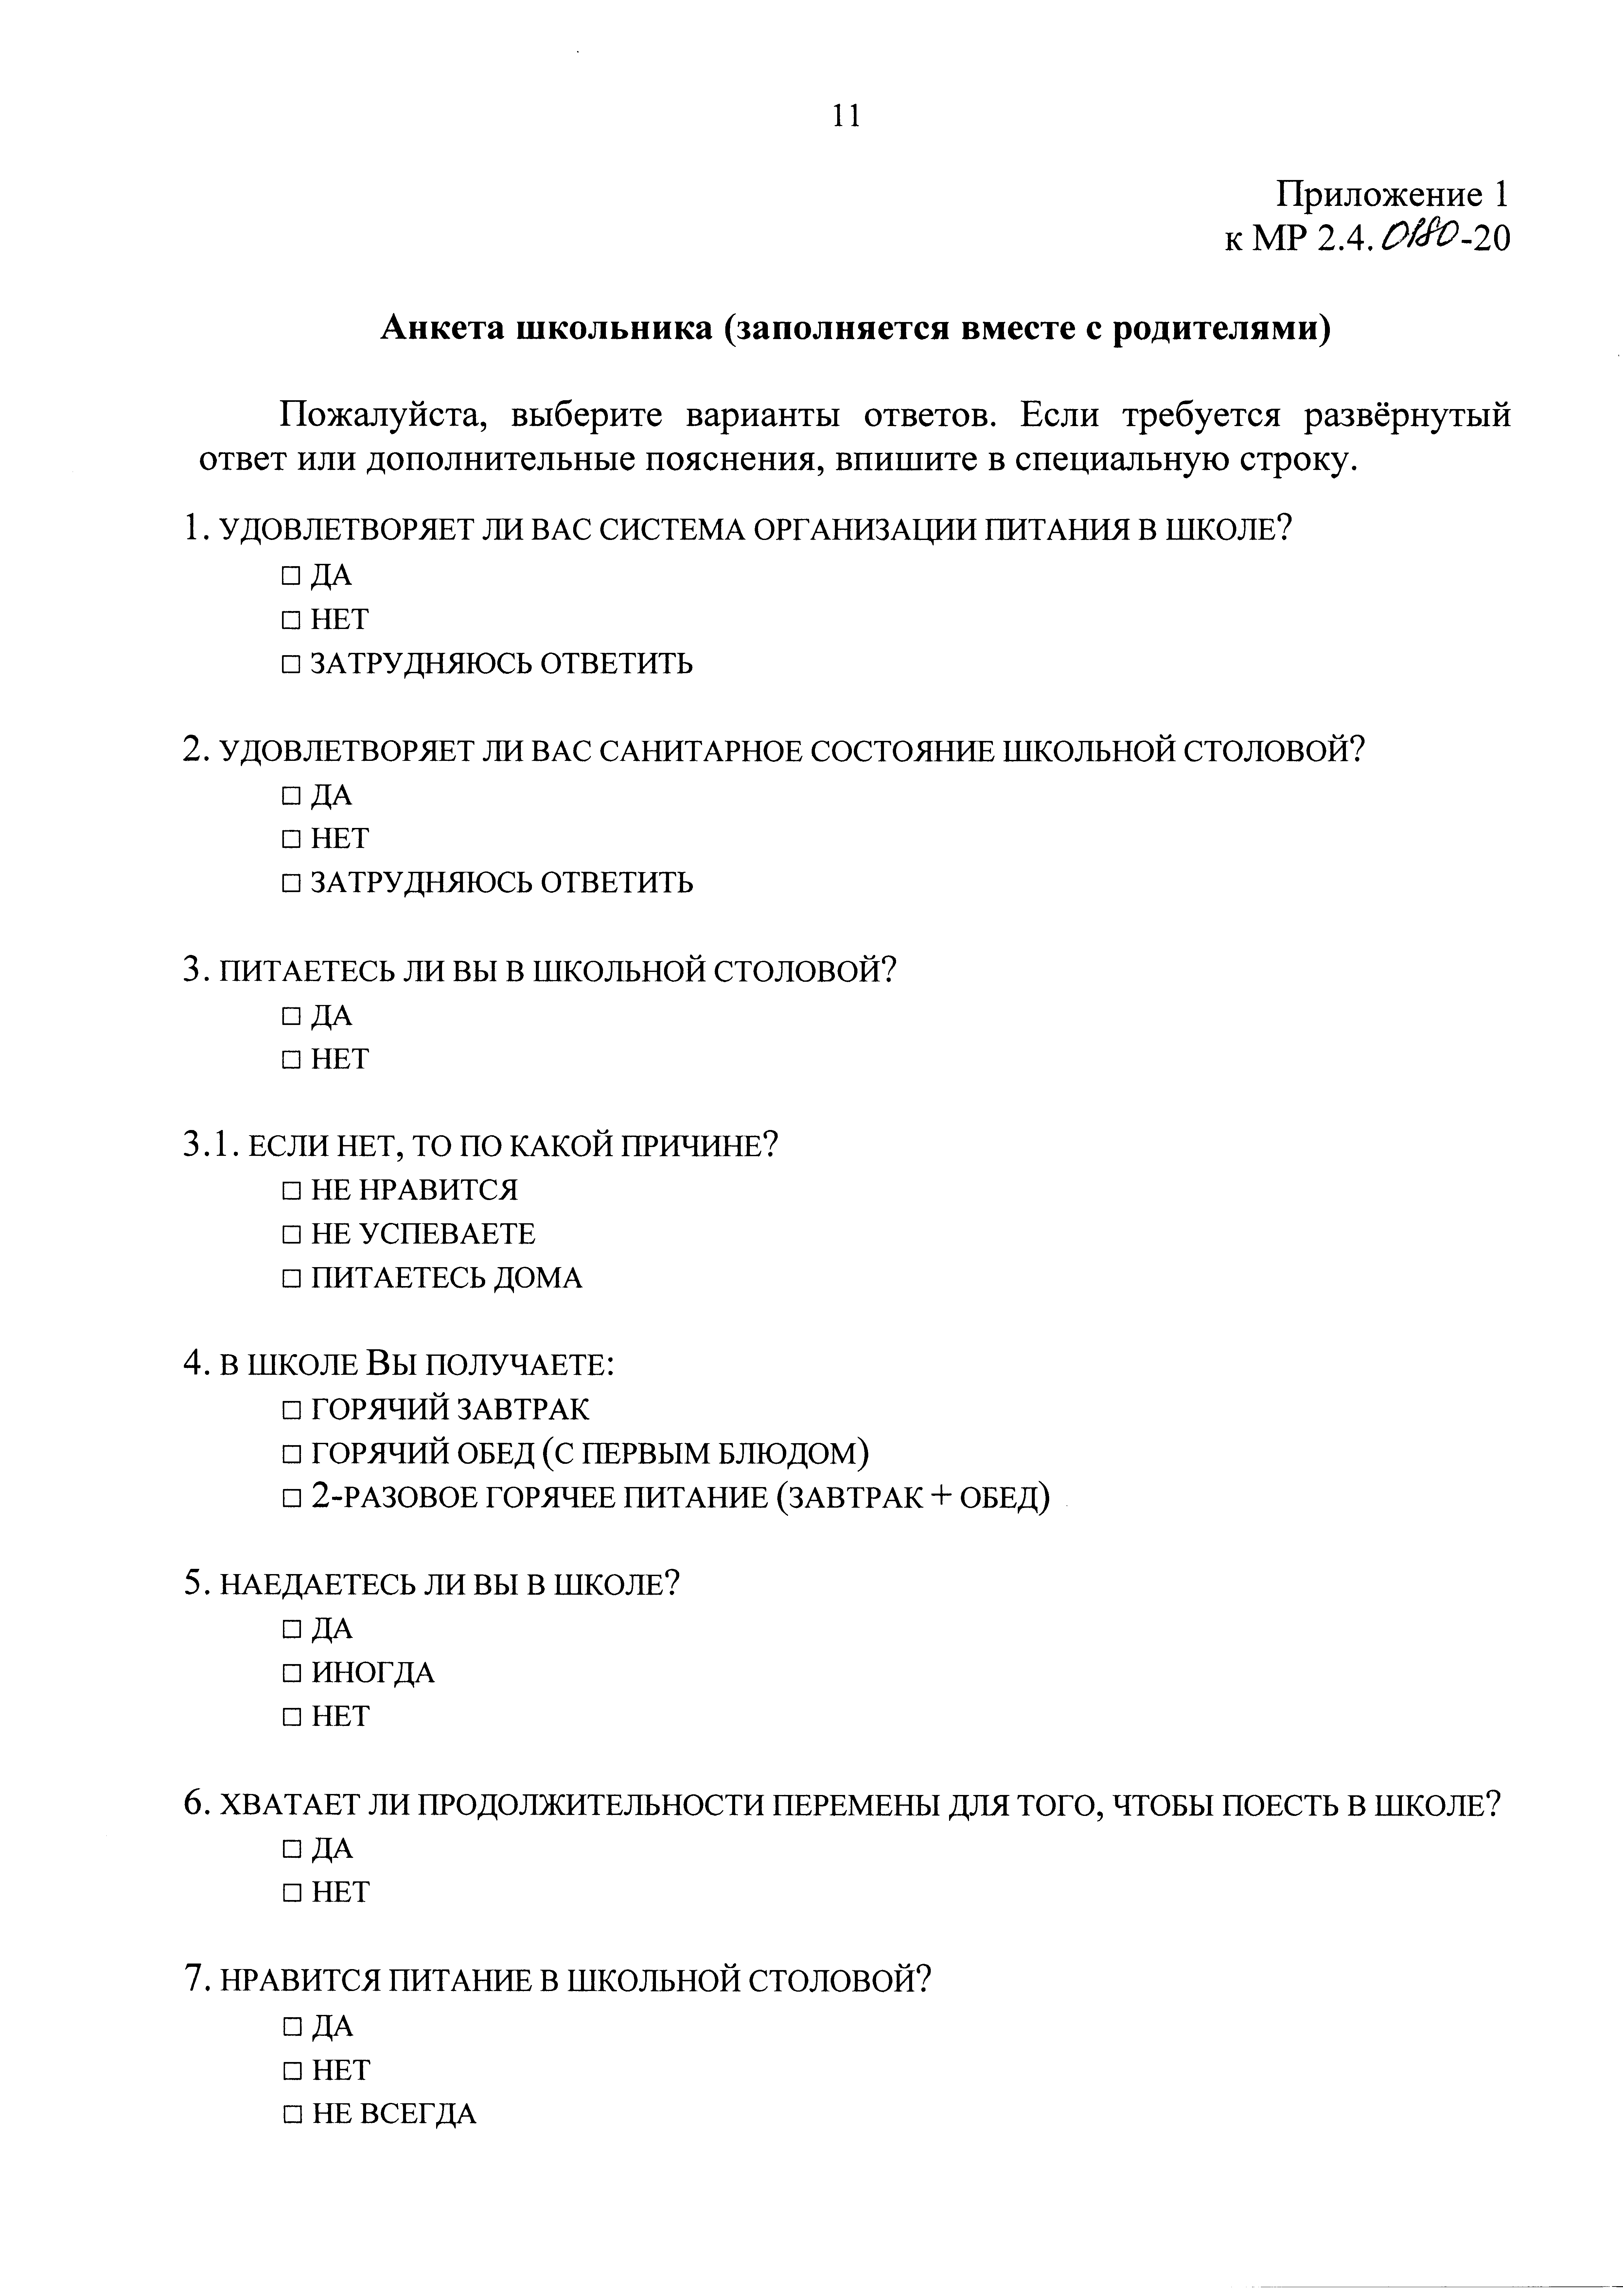 11
Приложение 1
к МР 2.4.0180-20
Анкета школьника (заполняется вместе с родителями)
Пожалуйста, выберите варианты ответов. Если требуется развёрнутый
ответ или дополнительные пояснения, впишите в специальную строку.
1. УДОВЛЕТВОРЯЕТ ЛИ ВАС СИСТЕМА ОРГАНИЗАЦИИ ПИТАНИЯ В ШКОЛЕ?
□ ДА
□ НЕТ
□ ЗАТРУДНЯЮСЬ ОТВЕТИТЬ
2. УДОВЛЕТВОРЯЕТ ЛИ ВАС САНИТАРНОЕ СОСТОЯНИЕ ШКОЛЬНОЙ СТОЛОВОЙ?
□ ДА
□ НЕТ
□ ЗАТРУДНЯЮСЬ ОТВЕТИТЬ
3. ПИТАЕТЕСЬ ЛИ ВЫ В ШКОЛЬНОЙ СТОЛОВОЙ?
□ ДА
□ НЕТ
3.1. ЕСЛИ НЕТ, ТО ПО КАКОЙ ПРИЧИНЕ?
□ НЕ НРАВИТСЯ
□ НЕ УСПЕВАЕТЕ
□ ПИТАЕТЕСЬ ДОМА
4. В ШКОЛЕ ВЫ ПОЛУЧАЕТЕ:
□ ГОРЯЧИЙ ЗАВТРАК
□ ГОРЯЧИЙ ОБЕД (С ПЕРВЫМ БЛЮДОМ)
□ 2-РАЗОВОЕ ГОРЯЧЕЕ ПИТАНИЕ (ЗАВТРАК + ОБЕД)
5. НАЕДАЕТЕСЬ ЛИ ВЫ В ШКОЛЕ?
□ ДА
□ ИНОГДА
□ НЕТ
6. ХВАТАЕТ ЛИ ПРОДОЛЖИТЕЛЬНОСТИ ПЕРЕМЕНЫ ДЛЯ ТОГО, ЧТОБЫ ПОЕСТЬ В ШКОЛЕ?
□ ДА
□ НЕТ
7. НРАВИТСЯ ПИТАНИЕ В ШКОЛЬНОЙ СТОЛОВОЙ?
□ ДА
□ НЕТ
□ НЕ ВСЕГДА